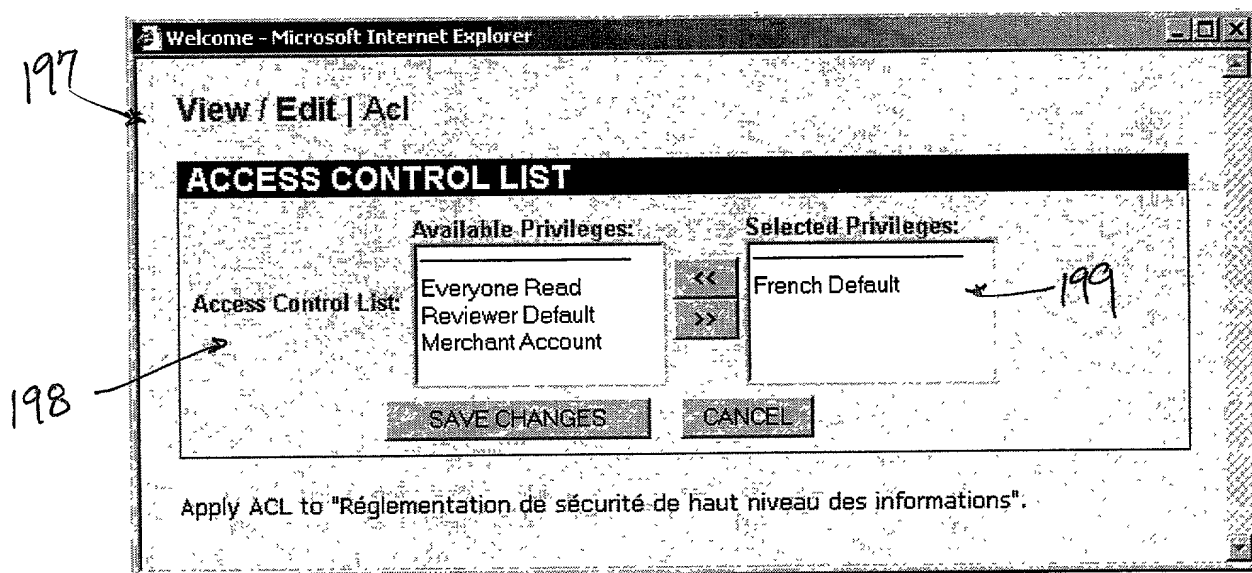 Welcome - Microsoft Internet Explorer
197
View / Edit | Acl
ACCESS CONTROL LIST
Available Privileges: Selected Privileges:
Access Control List:
Everyone Read
Reviewer Default
Merchant Account
<<
>>
French Default
199
198
SAVE CHANGES CANCEL
Apply ACL to "Réglementation de sécurité de haut niveau des informations".